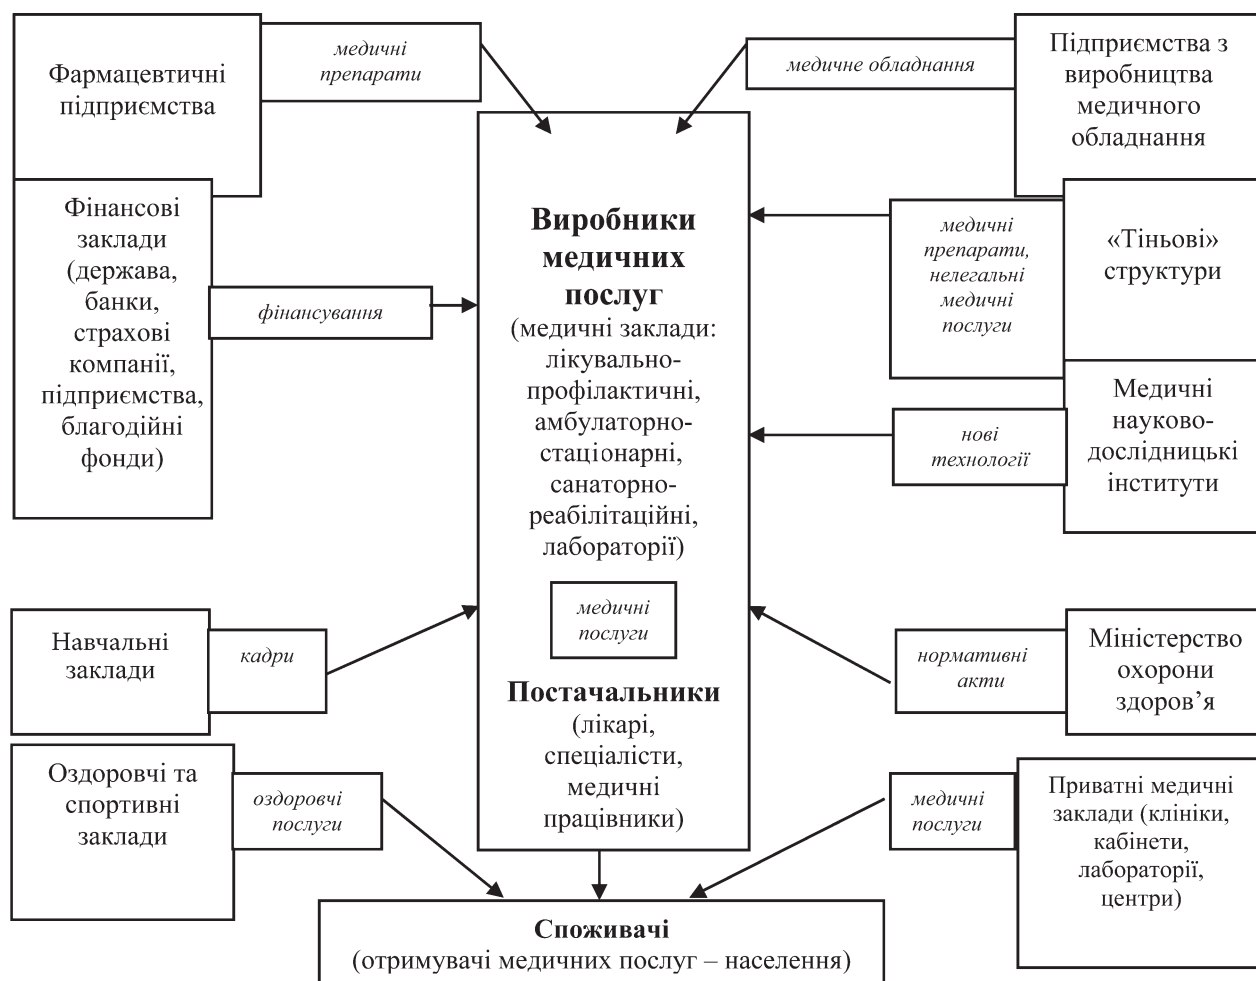 Фармацевтичні
підприємства
медичні
препарати
медичне обладнання
Підприємства з
виробництва
медичного
обладнання
Фінансові
заклади
(держава,
банки,
страхові
компанії,
підприємства,
благодійні
фонди)
фінансування
Виробники
медичних
послуг
(медичні заклади:
лікувально-
профілактичні,
амбулаторно-
стаціонарні,
санаторно-
реабілітаційні,
лабораторії)
медичні
послуги
Постачальники
(лікарі,
спеціалісти,
медичні
працівники)
медичні
препарати,
нелегальні
медичні
послуги
«Тіньові»
структури
нові
технології
Медичні
науково-
дослідницькі
інститути
Навчальні
заклади
кадри
нормативні
акти
Міністерство
охорони
здоров’я
Оздоровчі та
спортивні
заклади
оздоровчі
послуги
медичні
послуги
Приватні медичні
заклади (клініки,
кабінети,
лабораторії,
центри)
Споживачі
(отримувачі медичних послуг – населення)